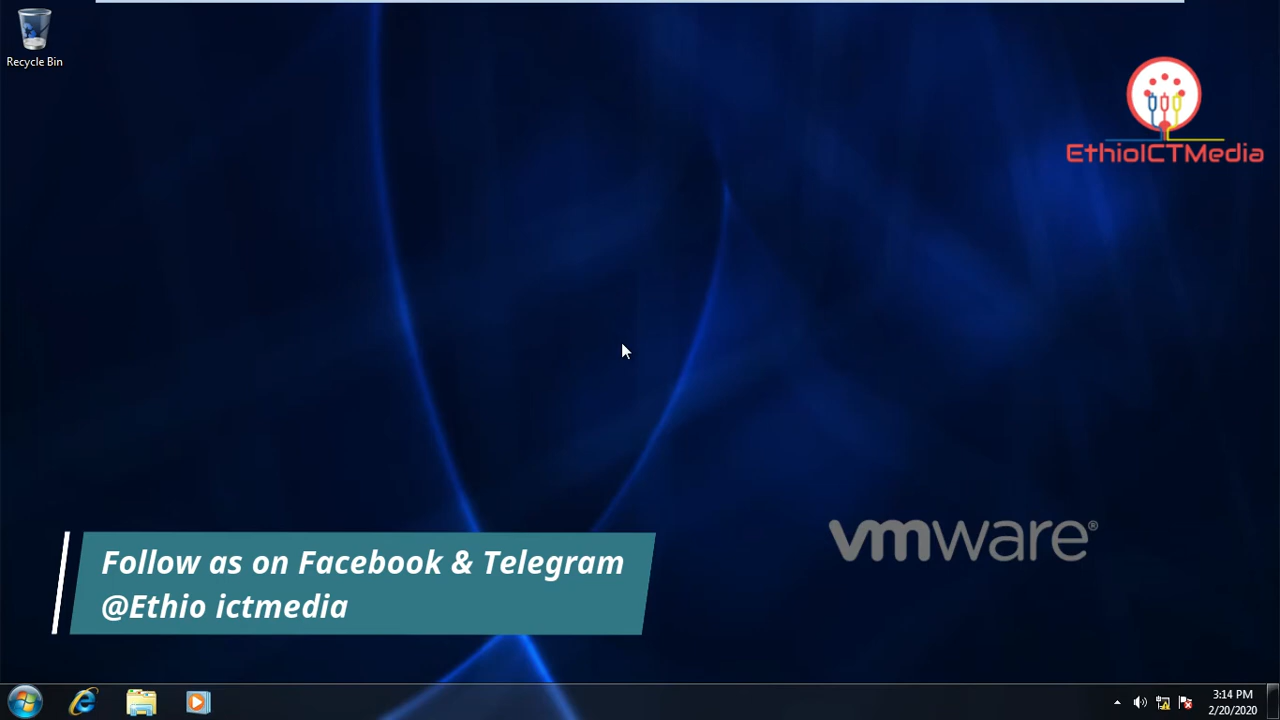 Recycle Bin
EthioICTMedia
vmware®
Follow as on Facebook & Telegram
@Ethio ictmedia
3:14 PM
2/20/2020